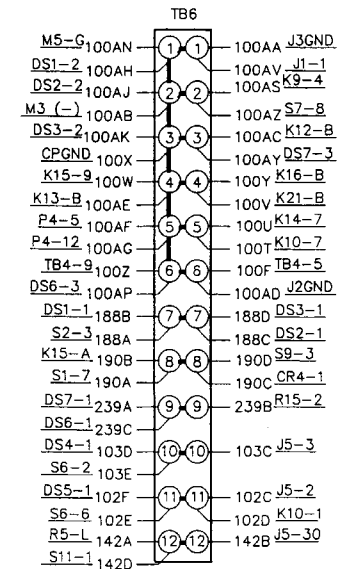 TB6
M5-G 100AN 1 1 100AA J3GND
DS1-2 100AH 100AV J1-1
DS2-2 100AJ 2 2 100AS K9-4
M3 (-) 100AB 100AZ S7-8
DS3-2 100AK 3 3 100AC K12-B
CPGND 100X 100AY DS7-3
K15-9 100W 4 4 100Y K16-B
K13-B 100AE 100V K21-B
P4-5 100AF 5 5 100U K14-7
P4-12 100AG 100T K10-7
TB4-9 100Z 6 6 100F TB4-5
DS6-3 100AP 100AD J2GND
DS1-1 188B 7 7 188D DS3-1
S2-3 188A 188C DS2-1
K15-A 190B 8 8 190D S9-3
S1-7 190A 190C CR4-1
DS7-1 239A 9 9 239B R15-2
DS6-1 239C
DS4-1 103D 10 10 103C J5-3
S6-2 103E
DS5-1 102F 11 11 102C J5-2
S6-6 102E 102D K10-1
R5-L 142A 12 12 142B J5-30
S11-1 142D